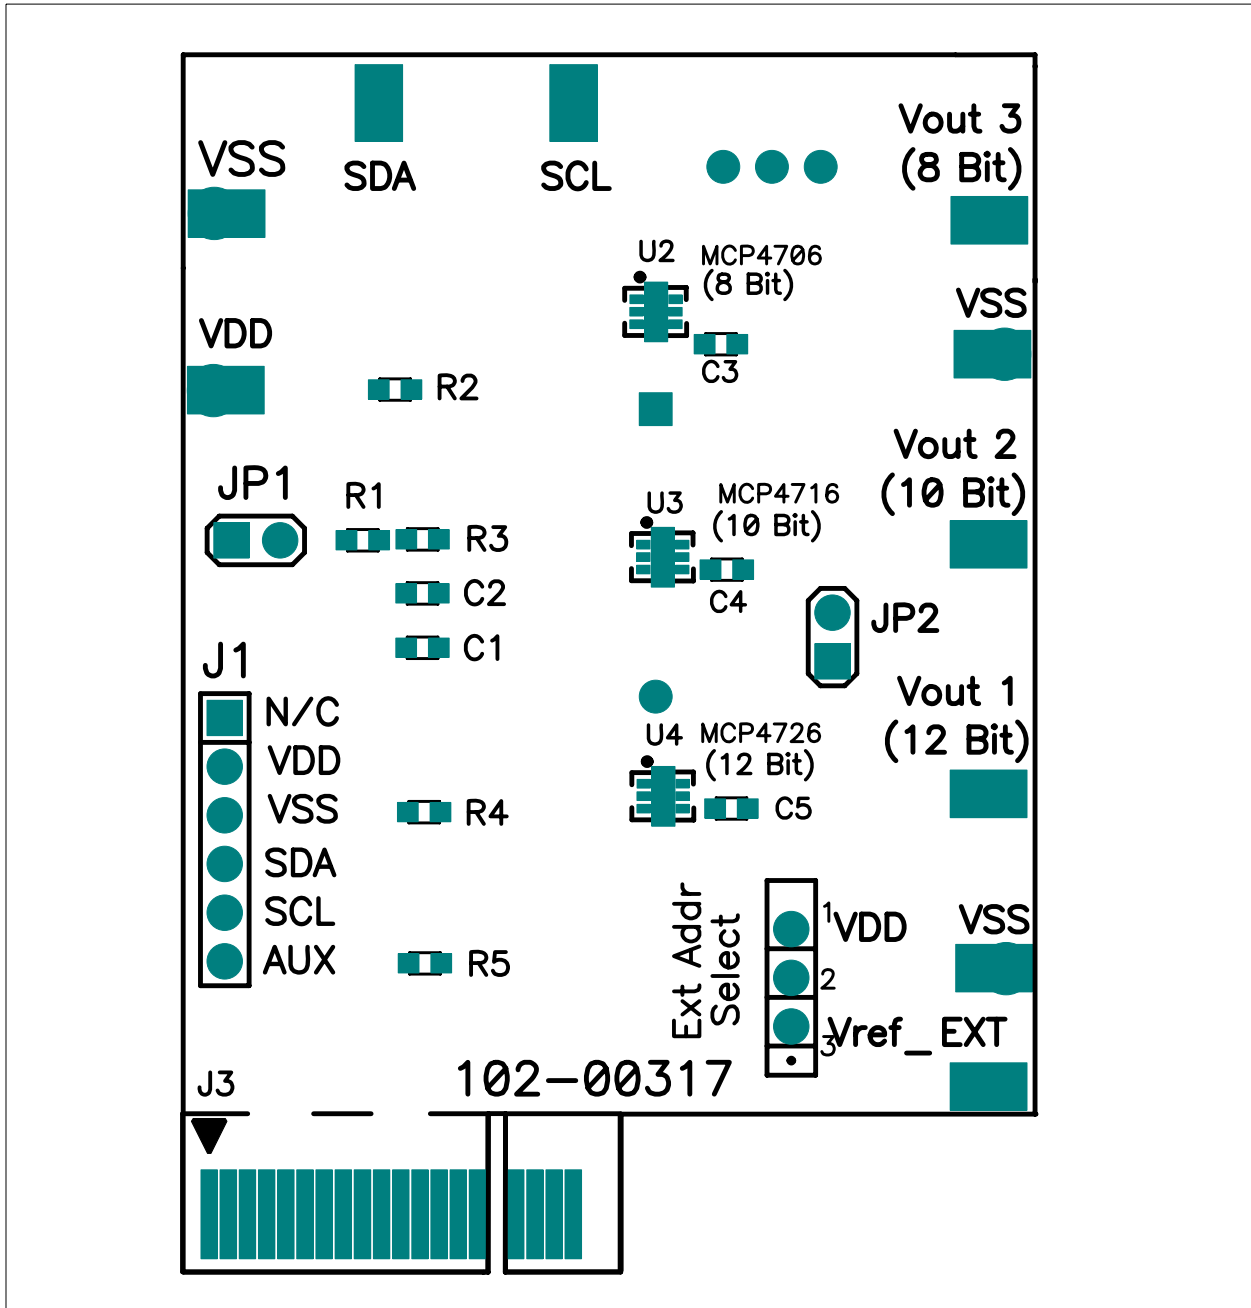 Vout 3
(8 Bit)
VSS
SDA
SCL
U2
MCP4706
(8 Bit)
VSS
VDD
C3
R2
Vout 2
(10 Bit)
JP1
R1
U3
MCP4716
(10 Bit)
R3
C2
C4
JP2
C1
J1
Vout 1
(12 Bit)
N/C
VDD
VSS
SDA
SCL
AUX
U4
MCP4726
(12 Bit)
C5
R4
R5
Ext Addr
Select
1
VDD
2
3
Vref_EXT
VSS
102-00317
J3